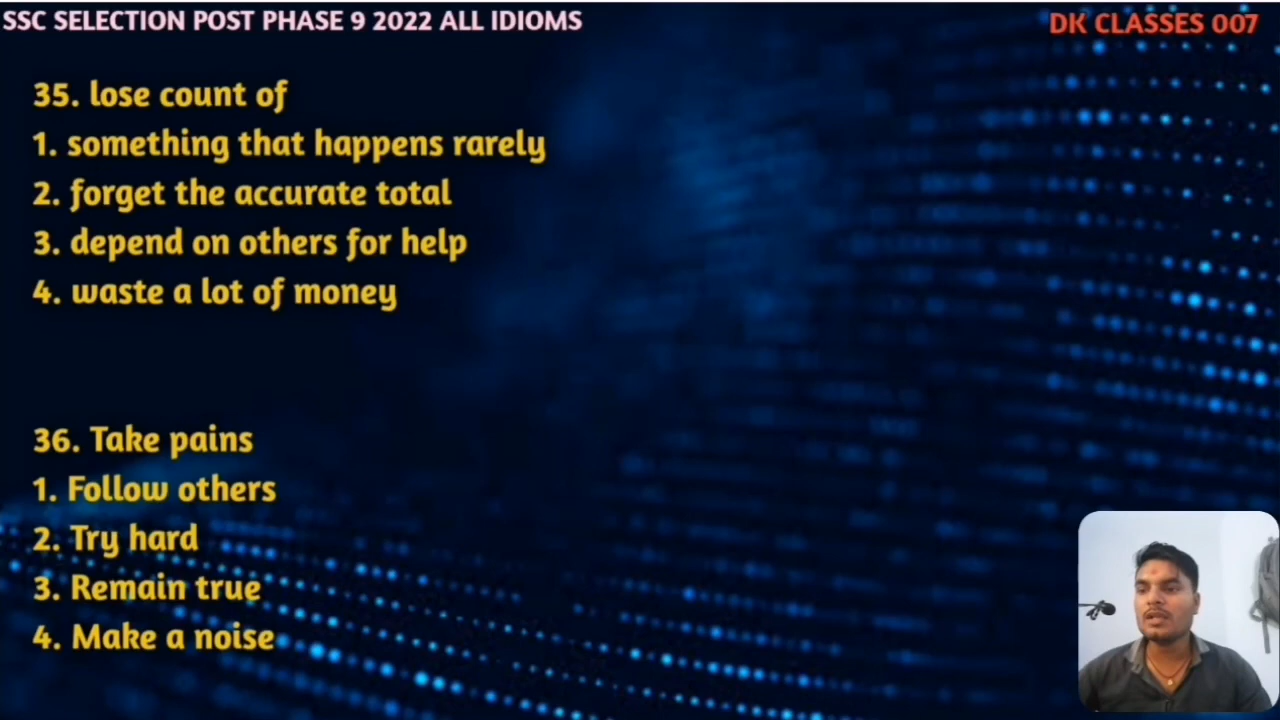 SSC SELECTION POST PHASE 9 2022 ALL IDIOMS
DK CLASSES 007
35. lose count of
1. something that happens rarely
2. forget the accurate total
3. depend on others for help
4. waste a lot of money
36. Take pains
1. Follow others
2. Try hard
3. Remain true
4. Make a noise